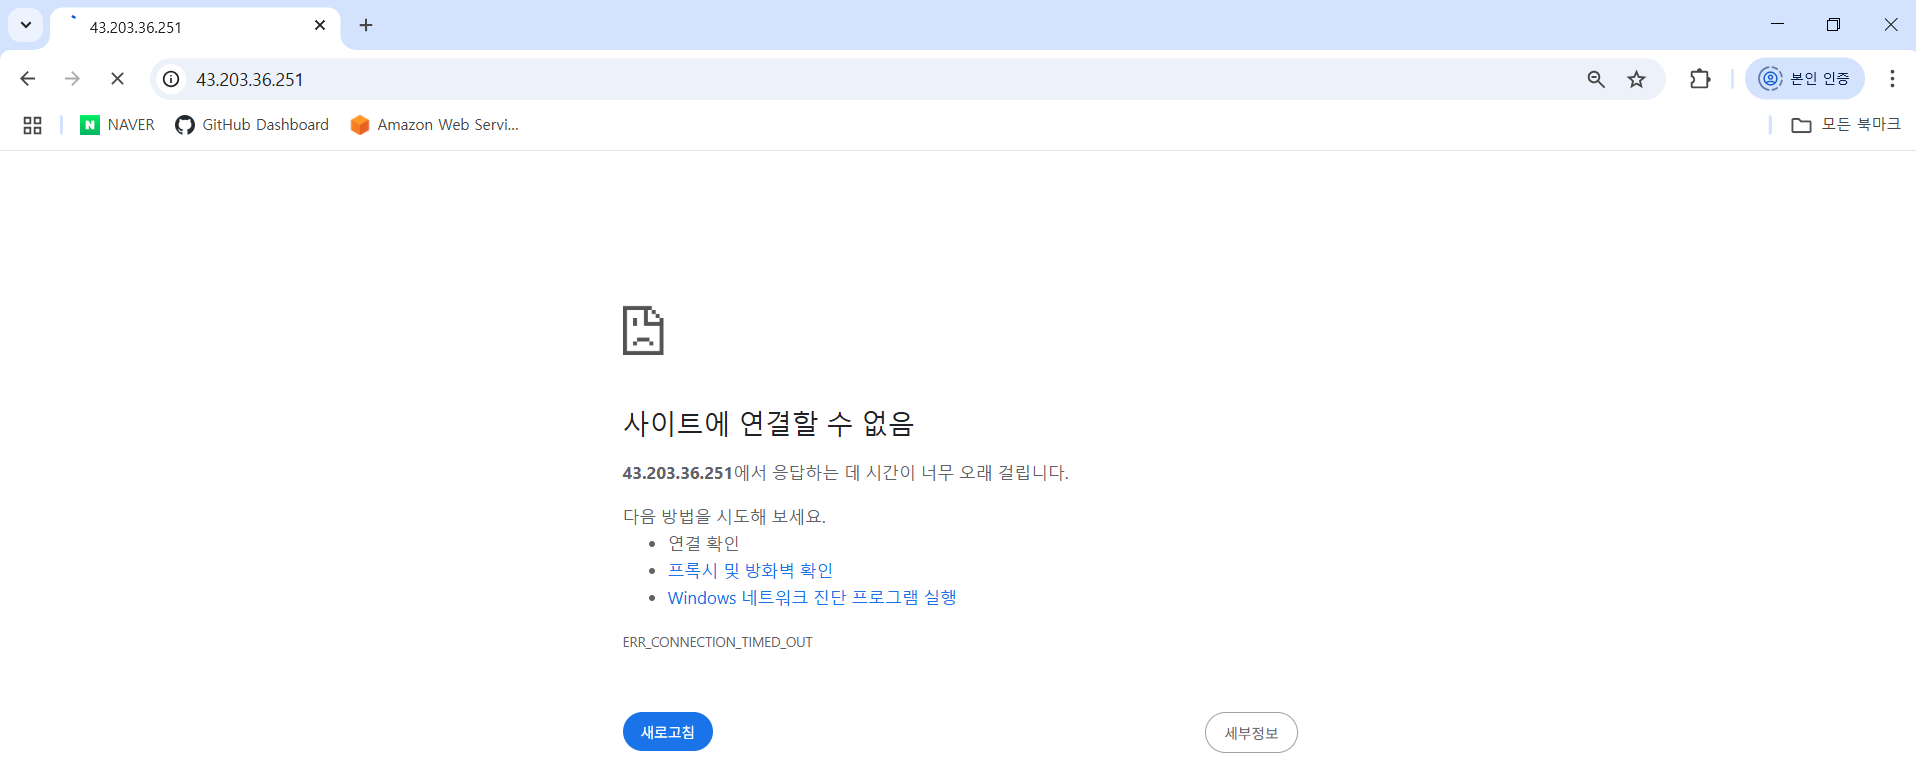 43.203.36.251
43.203.36.251
본인 인증
NAVER
GitHub Dashboard
Amazon Web Servi...
모든 북마크
사이트에 연결할 수 없음
43.203.36.251에서 응답하는 데 시간이 너무 오래 걸립니다.
다음 방법을 시도해 보세요.
연결 확인
프록시 및 방화벽 확인
Windows 네트워크 진단 프로그램 실행
ERR_CONNECTION_TIMED_OUT
새로고침
세부정보